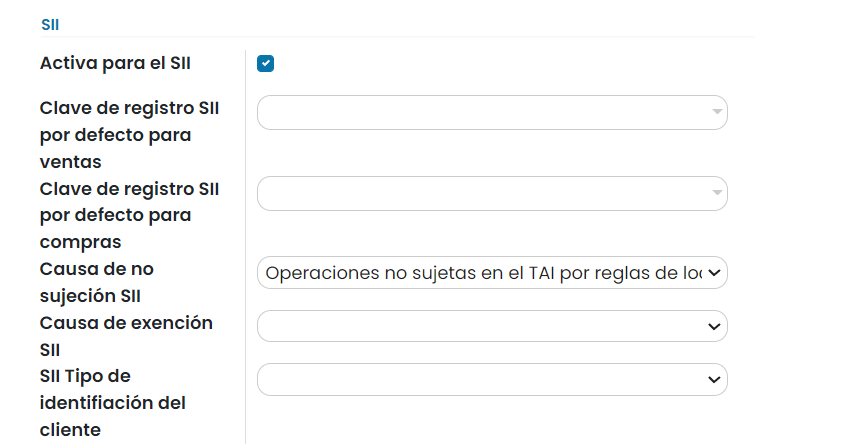 SII
Activa para el SII
Clave de registro SII
por defecto para
ventas
Clave de registro SII
por defecto para
compras
Causa de no
sujeción SII
Operaciones no sujetas en el TAI por reglas de loc
Causa de exención
SII
SII Tipo de
identifiación del
cliente